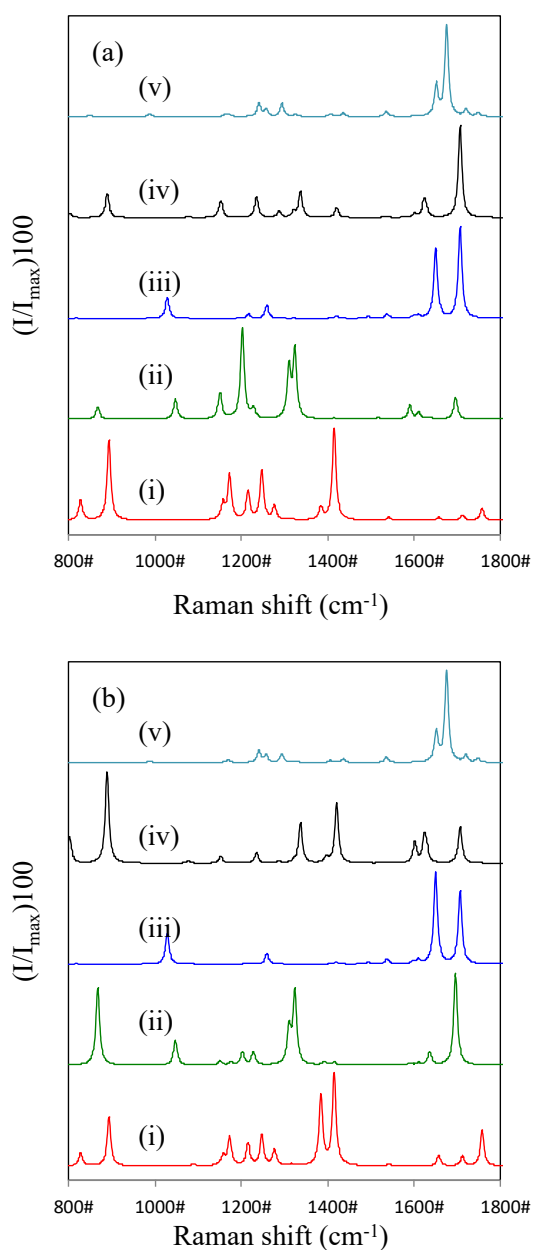 (a)
(v)
(iv)
(iii)
(ii)
(i)
(I/Imax)100
800# 1000# 1200# 1400# 1600# 1800#
Raman shift (cm-1)
(b)
(v)
(iv)
(iii)
(ii)
(i)
(I/Imax)100
800# 1000# 1200# 1400# 1600# 1800#
Raman shift (cm-1)